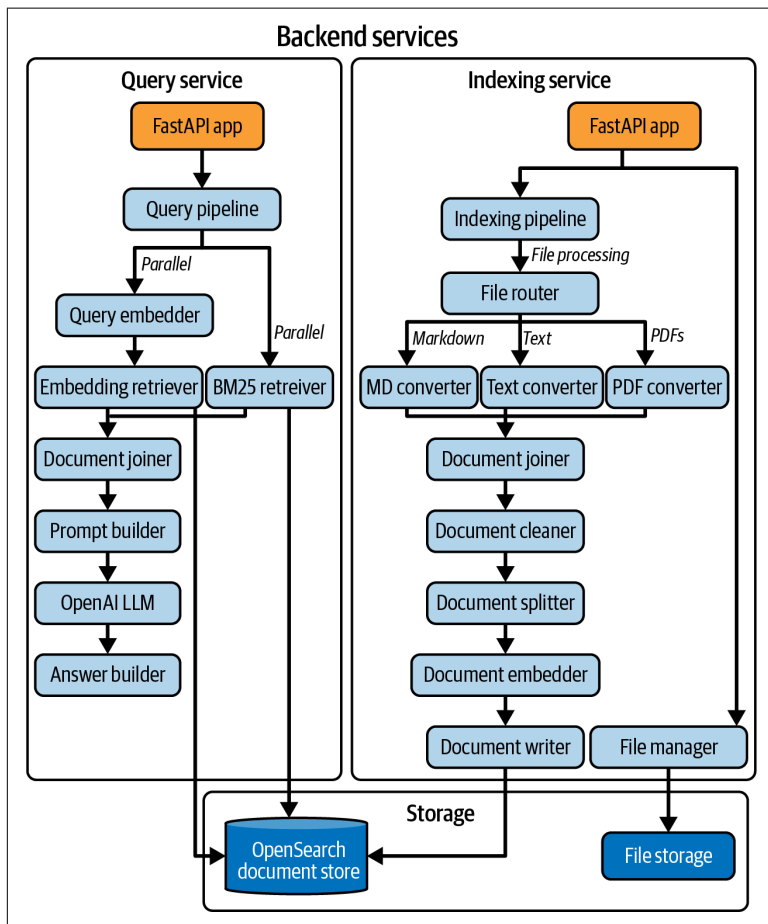 Backend services
Query service
FastAPI app
Query pipeline
Parallel
Query embedder
Parallel
Embedding retriever
BM25 retreiver
Document joiner
Prompt builder
OpenAI LLM
Answer builder
Indexing service
FastAPI app
Indexing pipeline
File processing
File router
Markdown
Text
PDFs
MD converter
Text converter
PDF converter
Document joiner
Document cleaner
Document splitter
Document embedder
Document writer
File manager
Storage
OpenSearch
document store
File storage